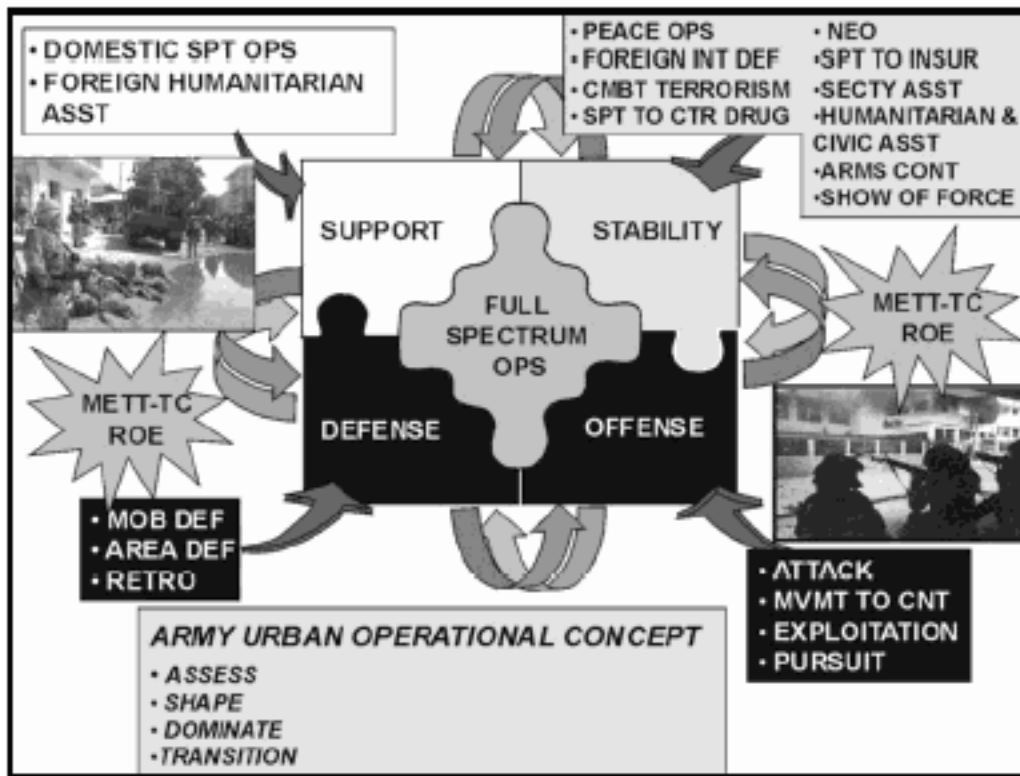 • DOMESTIC SPT OPS
• FOREIGN HUMANITARIAN
ASST
• PEACE OPS
• FOREIGN INT DEF
• CMBT TERRORISM
• SPT TO CTR DRUG
• NEO
•SPT TO INSUR
•SECTY ASST
•HUMANITARIAN &
CIVIC ASST
•ARMS CONT
•SHOW OF FORCE
SUPPORT
STABILITY
FULL
SPECTRUM
OPS
METT-TC
ROE
METT-TC
ROE
DEFENSE
OFFENSE
• MOB DEF
• AREA DEF
• RETRO
• ATTACK
• MVMT TO CNT
• EXPLOITATION
• PURSUIT
ARMY URBAN OPERATIONAL CONCEPT
• ASSESS
• SHAPE
• DOMINATE
•TRANSITION